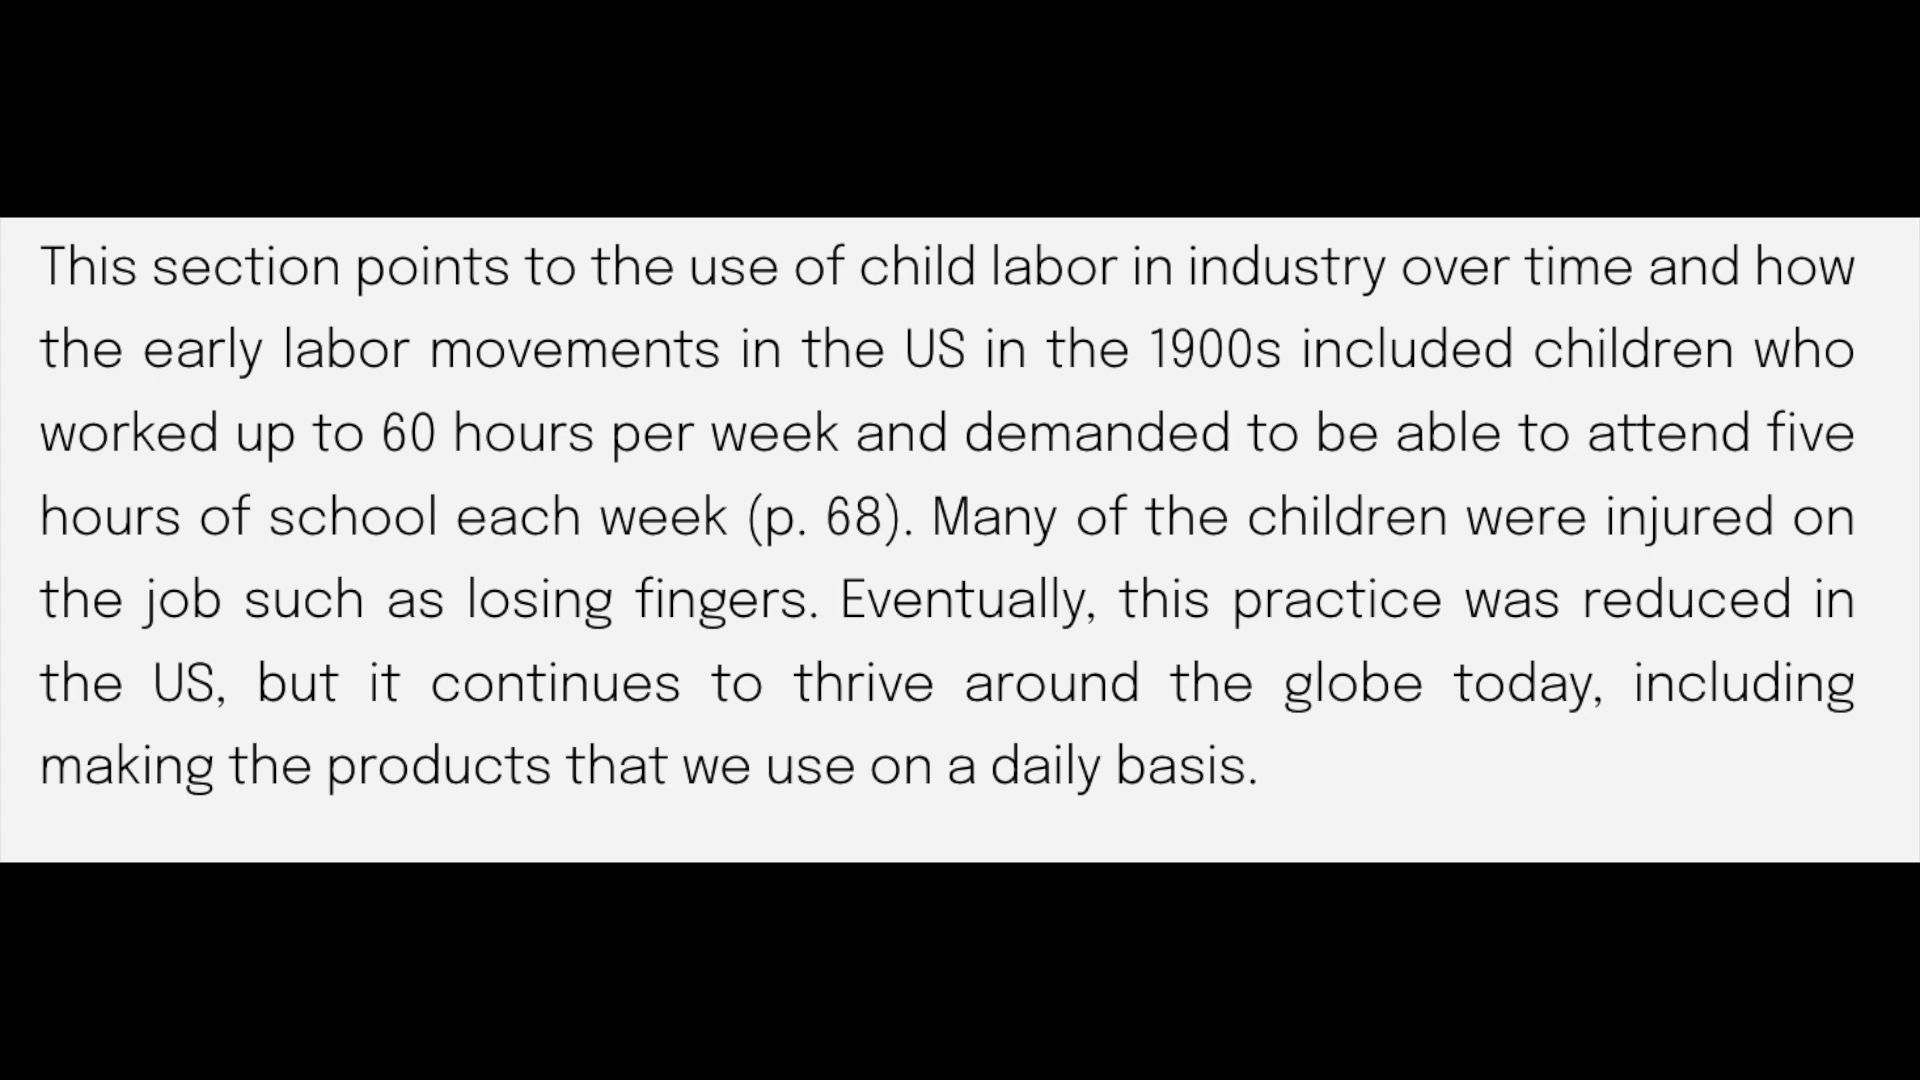 This section points to the use of child labor in industry over time and how
the early labor movements in the US in the 1900s included children who
worked up to 60 hours per week and demanded to be able to attend five
hours of school each week (p. 68). Many of the children were injured on
the job such as losing fingers. Eventually, this practice was reduced in
the US, but it continues to thrive around the globe today, including
making the products that we use on a daily basis.